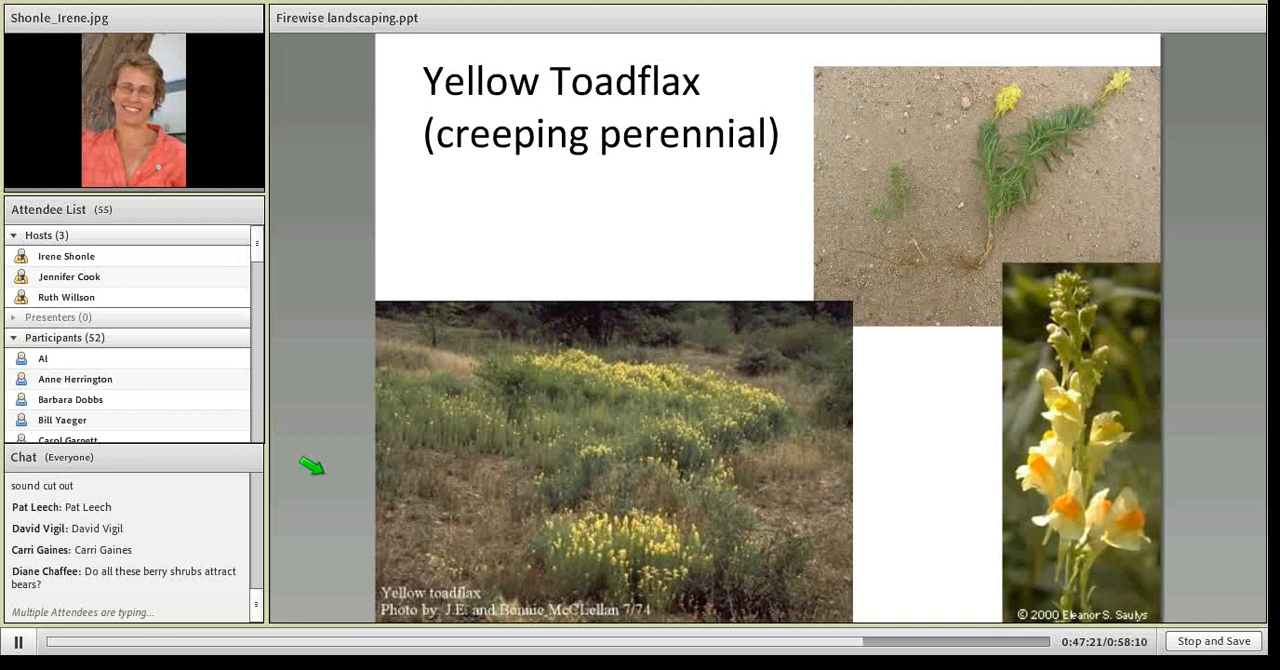 Shonle_Irene.jpg
Attendee List (55)
Hosts (3)
Irene Shonle
Jennifer Cook
Ruth Willson
Presenters (0)
Participants (52)
Al
Anne Herrington
Barbara Dobbs
Bill Yaeger
Carol Garnett
Chat (Everyone)
sound cut out
Pat Leech: Pat Leech
David Vigil: David Vigil
Carri Gaines: Carri Gaines
Diane Chaffee: Do all these berry shrubs attract
bears?
Multiple Attendees are typing...
Firewise landscaping.ppt
Yellow Toadflax
(creeping perennial)
Yellow toadflax
Photo by: J.E. and Bonnie McClellan 7/74
© 2000 Eleanor S. Saulys
0:47:21/0:58:10
Stop and Save